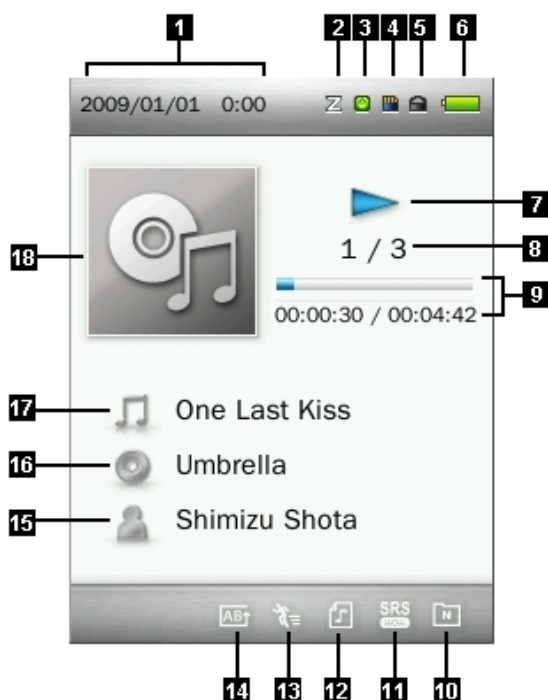 1 2 3 4 5 6
2009/01/01 0:00
7
1 / 3 8
18
9
00:00:30 / 00:04:42
17 One Last Kiss
16 Umbrella
15 Shimizu Shota
AB SRS N
WOW
14 13 12 11 10